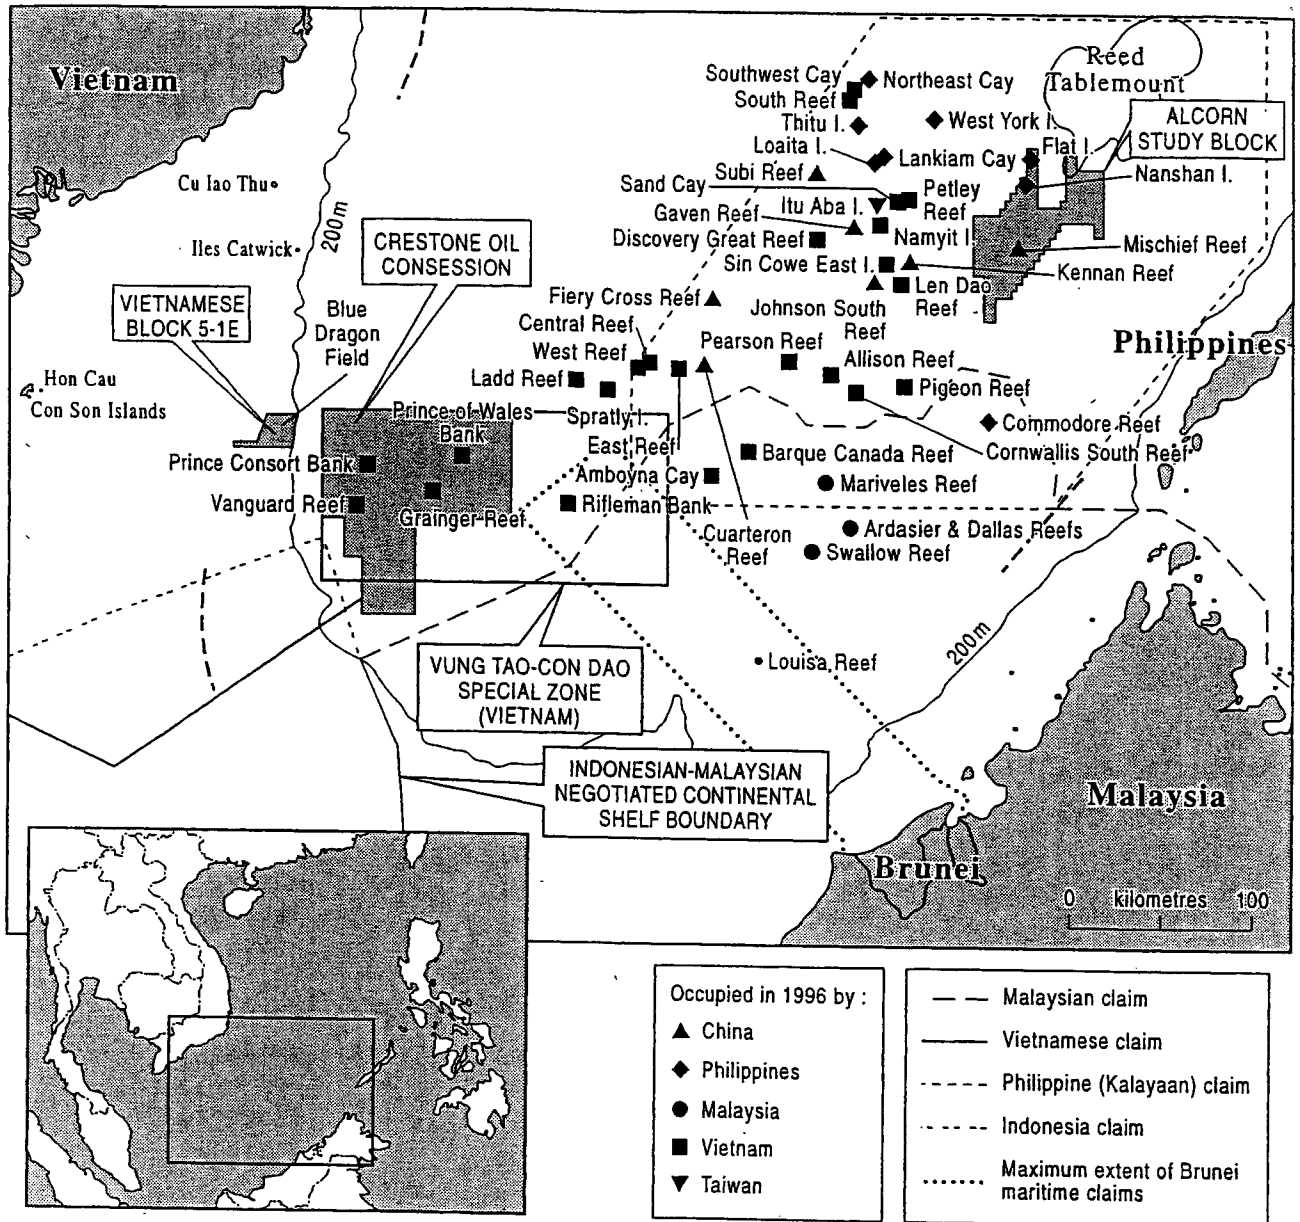 Vietnam
Reed
Tablemount
Southwest Cay
Northeast Cay
South Reef
Thitu I.
West York I.
ALCORN
STUDY BLOCK
Loaita I.
Lankiam Cay
Flat I.
Subi Reef
Nanshan I.
Cu Iao Thu
Sand Cay
Petley
Reef
Itu Aba I.
Gaven Reef
Namyit I.
200m
Discovery Great Reef
Mischief Reef
Iles Catwick
CRESTONE OIL
CONSESSION
Sin Cowe East I.
Kennan Reef
Len Dao
Reef
VIETNAMESE
BLOCK 5-1E
Blue
Dragon
Field
Fiery Cross Reef
Johnson South
Reef
Central Reef
Pearson Reef
Philippines
West Reef
Allison Reef
Ladd Reef
Pigeon Reef
Hon Cau
Con Son Islands
Prince of Wales
Bank
Spratly I.
Commodore Reef
East Reef
Cornwallis South Reef
Prince Consort Bank
Barque Canada Reef
Amboyna Cay
Mariveles Reef
Vanguard Reef
Grainger Reef
Rifleman Bank
Cuarteron
Reef
Ardasier & Dallas Reefs
Swallow Reef
200m
VUNG TAO-CON DAO
SPECIAL ZONE
(VIETNAM)
Louisa Reef
INDONESIAN-MALAYSIAN
NEGOTIATED CONTINENTAL
SHELF BOUNDARY
Malaysia
Brunei
0 kilometres 100
Occupied in 1996 by :
China
Philippines
Malaysia
Vietnam
Taiwan
Malaysian claim
Vietnamese claim
Philippine (Kalayaan) claim
Indonesia claim
Maximum extent of Brunei
maritime claims